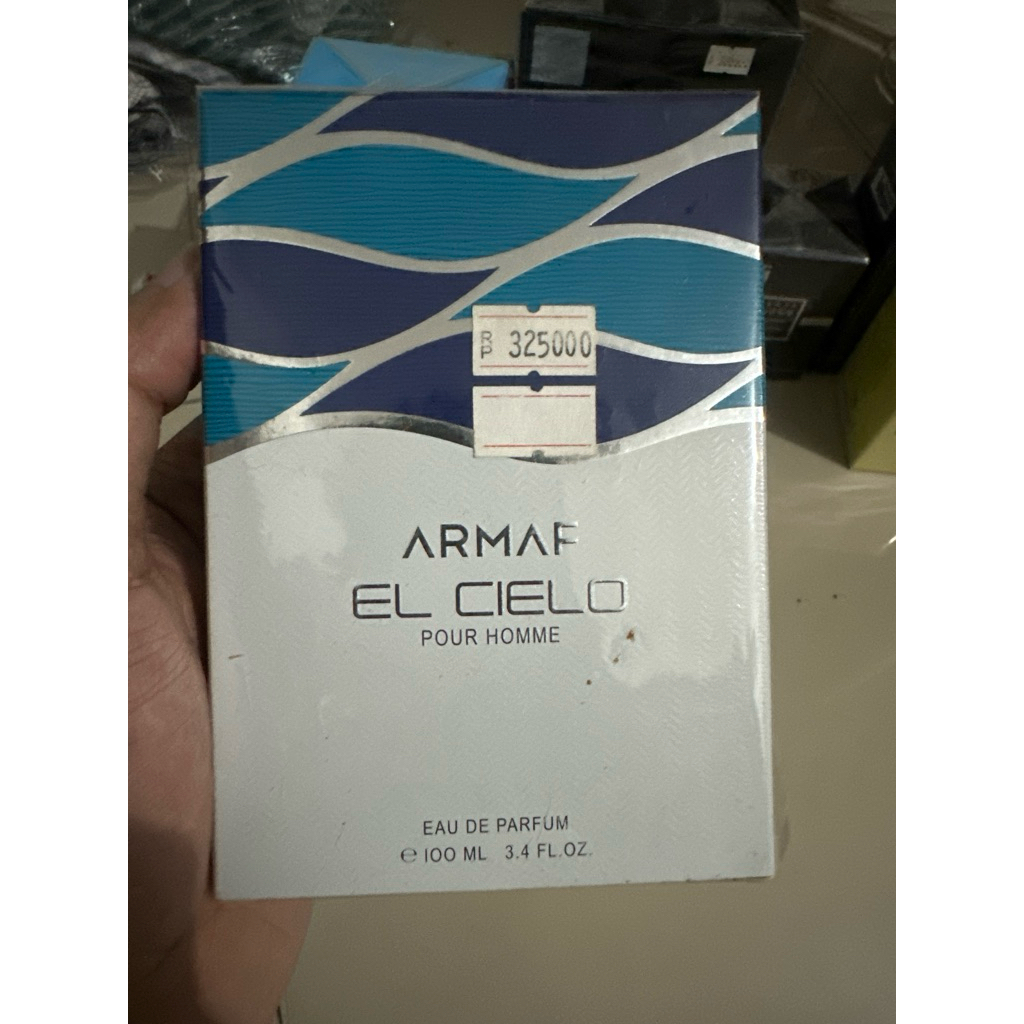 RP 325000
ARMAF
EL CIELO
POUR HOMME
EAU DE PARFUM
℮ 100 ML 3.4 FL.OZ.